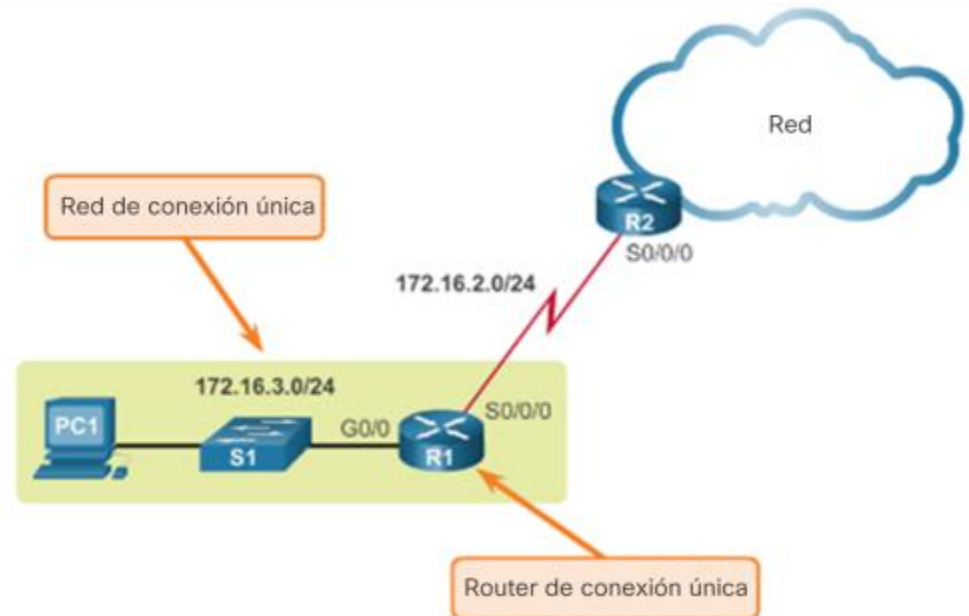 Red
Red de conexión única
R2
S0/0/0
172.16.2.0/24
172.16.3.0/24
PC1
S1
G0/0
R1
S0/0/0
Router de conexión única